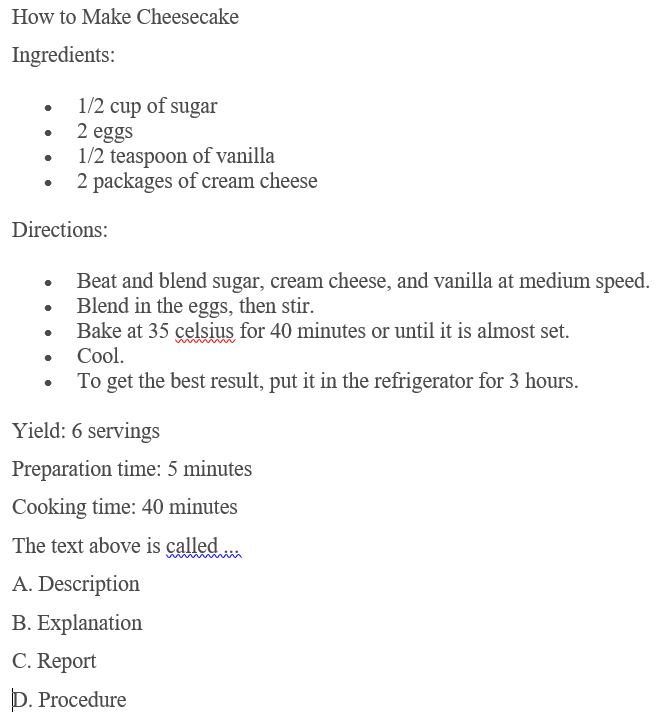 How to Make Cheesecake
Ingredients:
• 1/2 cup of sugar
• 2 eggs
• 1/2 teaspoon of vanilla
• 2 packages of cream cheese
Directions:
• Beat and blend sugar, cream cheese, and vanilla at medium speed.
• Blend in the eggs, then stir.
• Bake at 35 celsius for 40 minutes or until it is almost set.
• Cool.
• To get the best result, put it in the refrigerator for 3 hours.
Yield: 6 servings
Preparation time: 5 minutes
Cooking time: 40 minutes
The text above is called ...
A. Description
B. Explanation
C. Report
D. Procedure